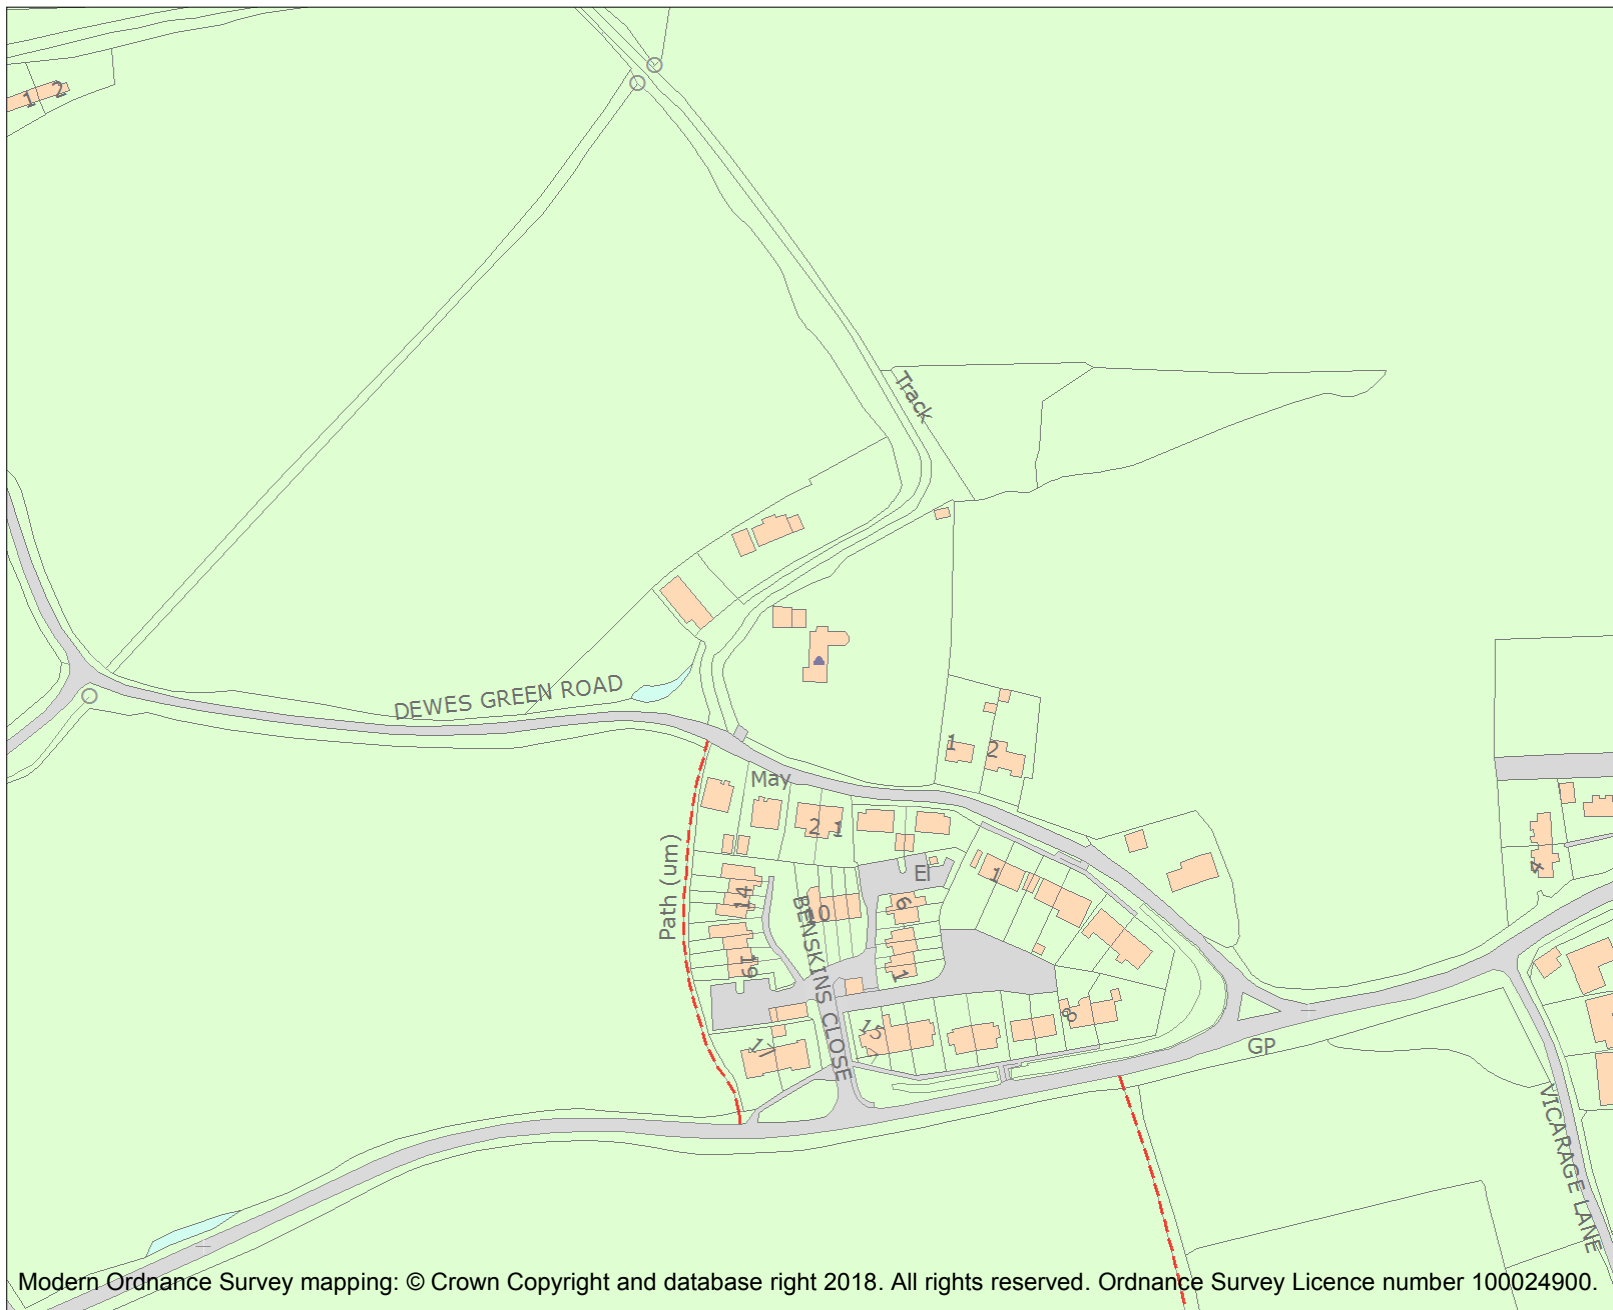 1 2
Track
DEWES GREEN ROAD
1 2
May
2 1
Path (um)
El
14
10
6
1
BENSKINS CLOSE
16
1
15
8
17
GP
4
VICARAGE LANE
Modern Ordnance Survey mapping: © Crown Copyright and database right 2018. All rights reserved. Ordnance Survey Licence number 100024900.